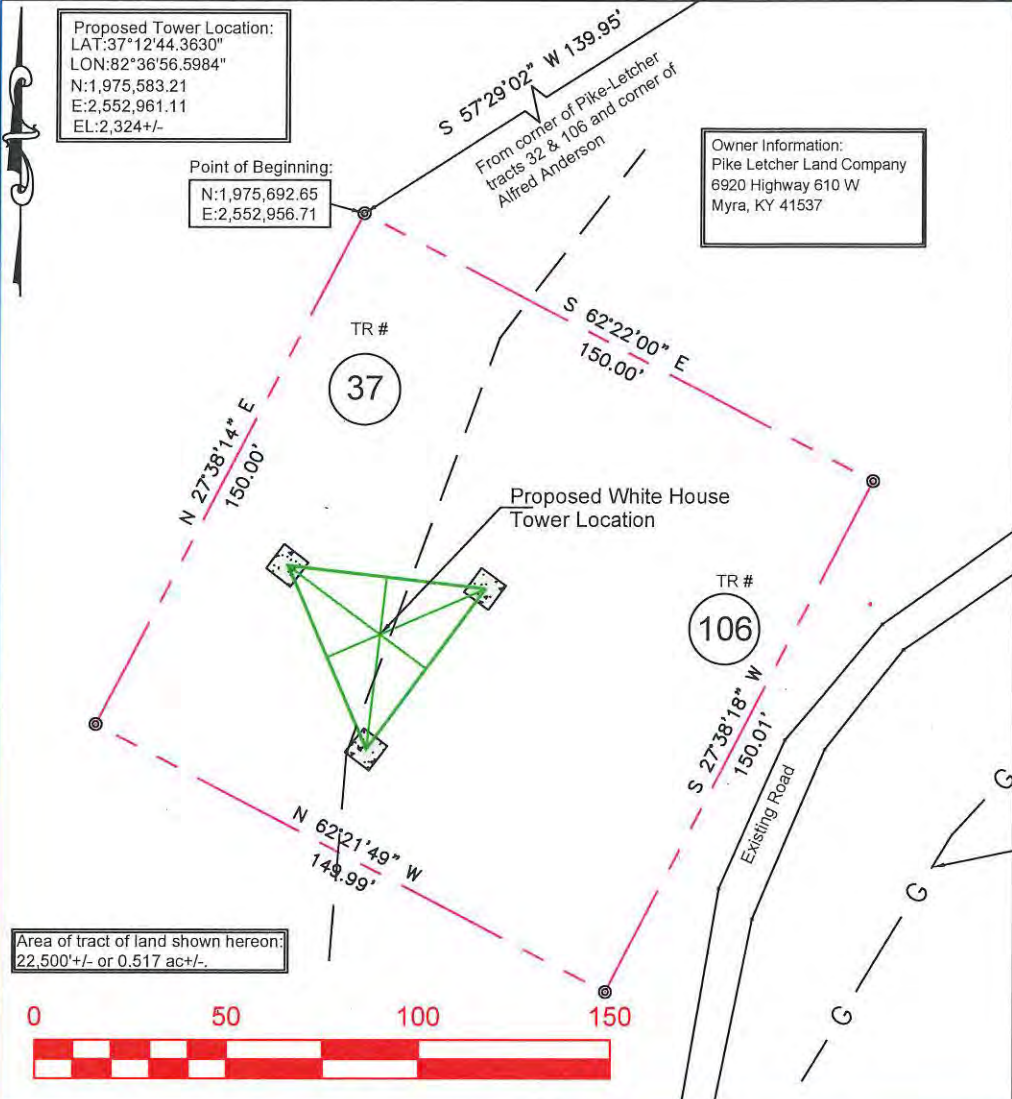 Proposed Tower Location:
LAT:37°12'44.3630"
LON:82°36'56.5984"
N:1,975,583.21
E:2,552,961.11
EL:2,324+/-
S 57°29'02" W 139.95'
From corner of Pike-Letcher
tracts 32 & 106 and corner of
Alfred Anderson
Owner Information:
Pike Letcher Land Company
6920 Highway 610 W
Myra, KY 41537
Point of Beginning:
N:1,975,692.65
E:2,552,956.71
S 62°22'00" E
150.00'
TR #
37
N 27°38'14" E
150.00'
Proposed White House
Tower Location
TR #
106
S 27°38'18" W
150.01'
Existing Road
N 62°21'49" W
149.99'
G
G
G
Area of tract of land shown hereon:
22,500'+/- or 0.517 ac+/-.
0 50 100 150